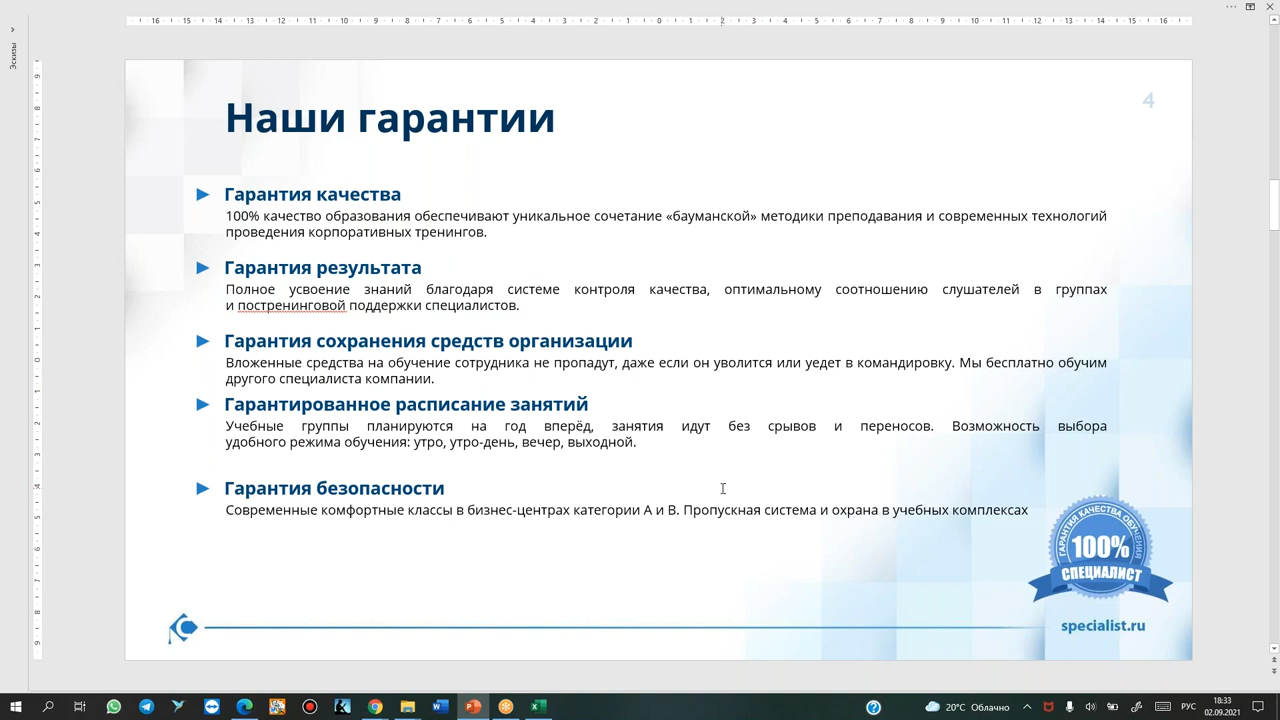 Эскизы
4
Наши гарантии
Гарантия качества
100% качество образования обеспечивают уникальное сочетание «бауманской» методики преподавания и современных технологий
проведения корпоративных тренингов.
Гарантия результата
Полное усвоение знаний благодаря системе контроля качества, оптимальному соотношению слушателей в группах
и постренинговой поддержки специалистов.
Гарантия сохранения средств организации
Вложенные средства на обучение сотрудника не пропадут, даже если он уволится или уедет в командировку. Мы бесплатно обучим
другого специалиста компании.
Гарантированное расписание занятий
Учебные группы планируются на год вперёд, занятия идут без срывов и переносов. Возможность выбора
удобного режима обучения: утро, утро-день, вечер, выходной.
Гарантия безопасности
Современные комфортные классы в бизнес-центрах категории А и В. Пропускная система и охрана в учебных комплексах
ГАРАНТИЯ КАЧЕСТВА ОБУЧЕНИЯ
100%
СПЕЦИАЛИСТ
specialist.ru
20°C Облачно
РУС
18:33
02.09.2021